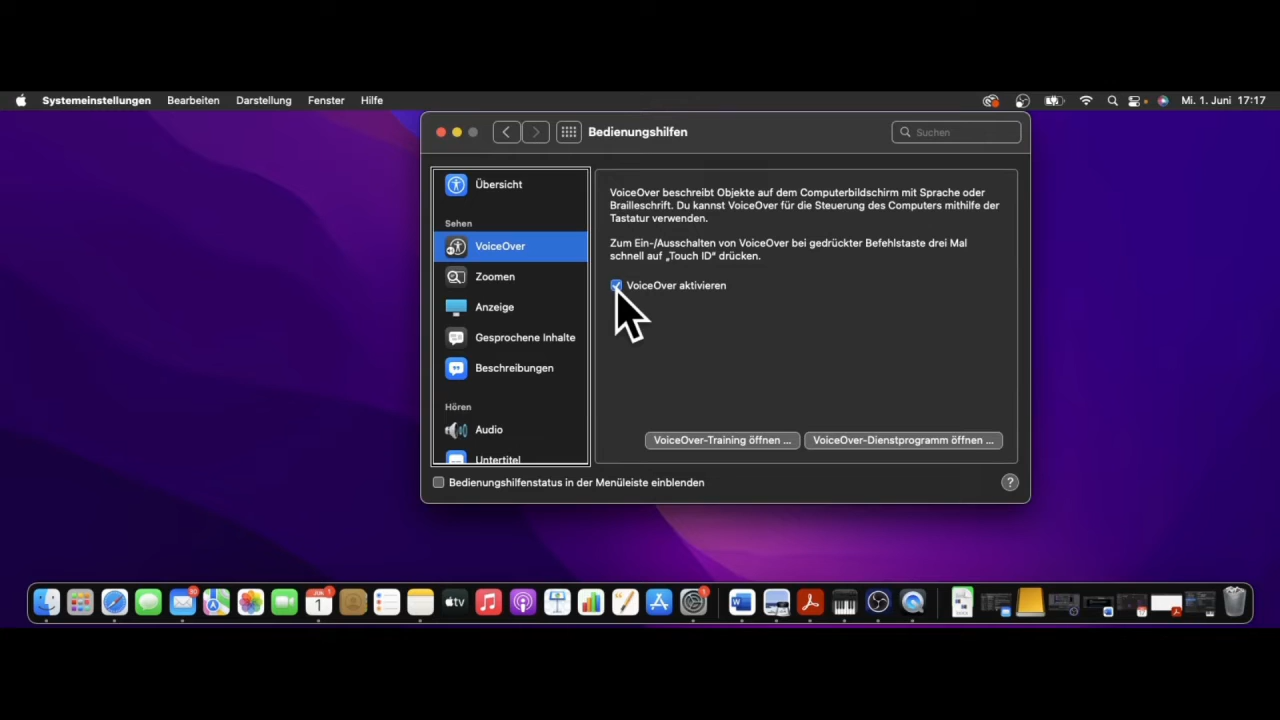 Systemeinstellungen Bearbeiten Darstellung Fenster Hilfe Mi. 1. Juni 17:17
Bedienungshilfen
Suchen
Übersicht
Sehen
VoiceOver
Zoomen
Anzeige
Gesprochene Inhalte
Beschreibungen
Hören
Audio
Untertitel
VoiceOver beschreibt Objekte auf dem Computerbildschirm mit Sprache oder
Brailleschrift. Du kannst VoiceOver für die Steuerung des Computers mithilfe der
Tastatur verwenden.
Zum Ein-/Ausschalten von VoiceOver bei gedrückter Befehlstaste drei Mal
schnell auf „Touch ID" drücken.
VoiceOver aktivieren
VoiceOver-Training öffnen ... VoiceOver-Dienstprogramm öffnen ...
Bedienungshilfenstatus in der Menüleiste einblenden
?
1
tv
W